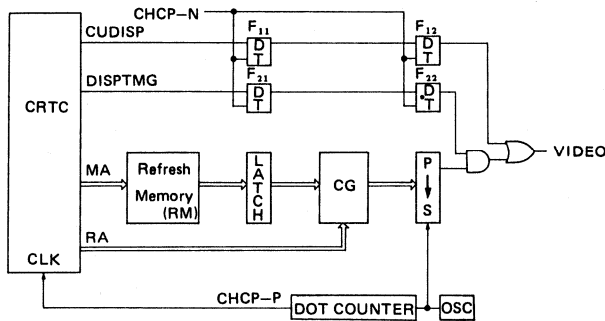 CHCP-N
CUDISP
F11
D
T
F12
D
T
DISPTMG
F21
D
T
F22
D
T
CRTC
VIDEO
MA
Refresh
Memory
(RM)
LATCH
CG
P
S
RA
CLK
CHCP-P
DOT COUNTER
OSC